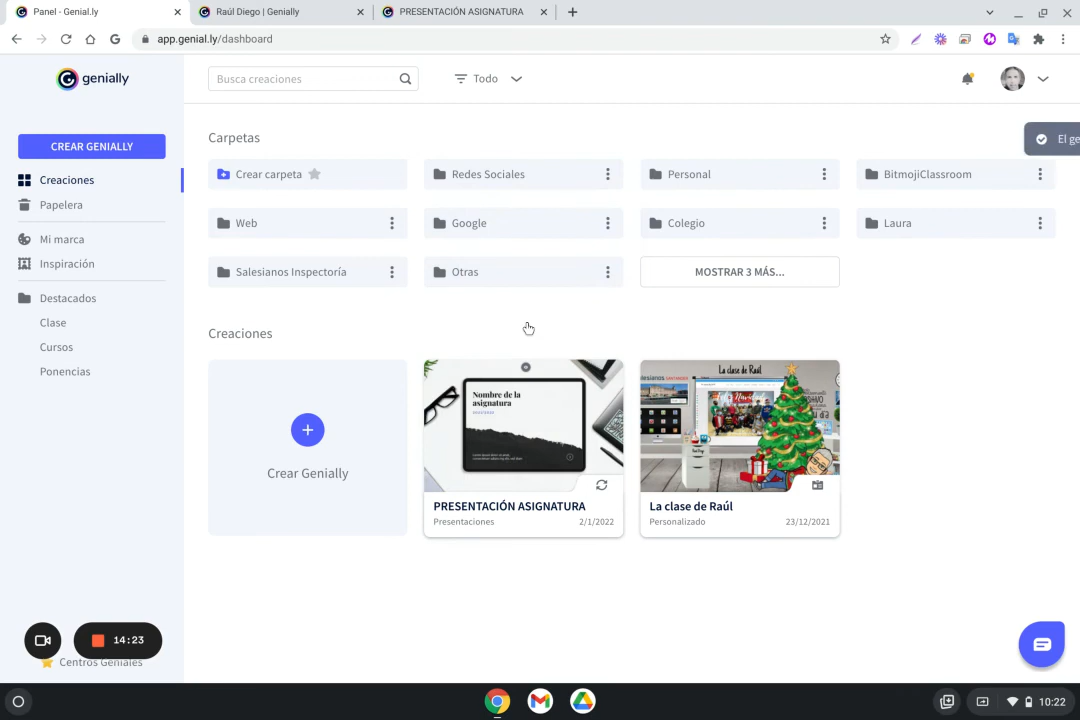 Panel - Genial.ly
Raúl Diego | Genially
PRESENTACIÓN ASIGNATURA
app.genial.ly/dashboard
genially
Busca creaciones
Todo
CREAR GENIALLY
Creaciones
Papelera
Mi marca
Inspiración
Destacados
Clase
Cursos
Ponencias
Carpetas
El ge
Crear carpeta
Redes Sociales
Personal
BitmojiClassroom
Web
Google
Colegio
Laura
Salesianos Inspectoría
Otras
MOSTRAR 3 MÁS...
Creaciones
Crear Genially
Nombre de la
asignatura
PRESENTACIÓN ASIGNATURA
Presentaciones
2/1/2022
La clase de Raúl
Feliz Navidad
La clase de Raúl
Personalizado
23/12/2021
14:23
Centros Geniales
10:22